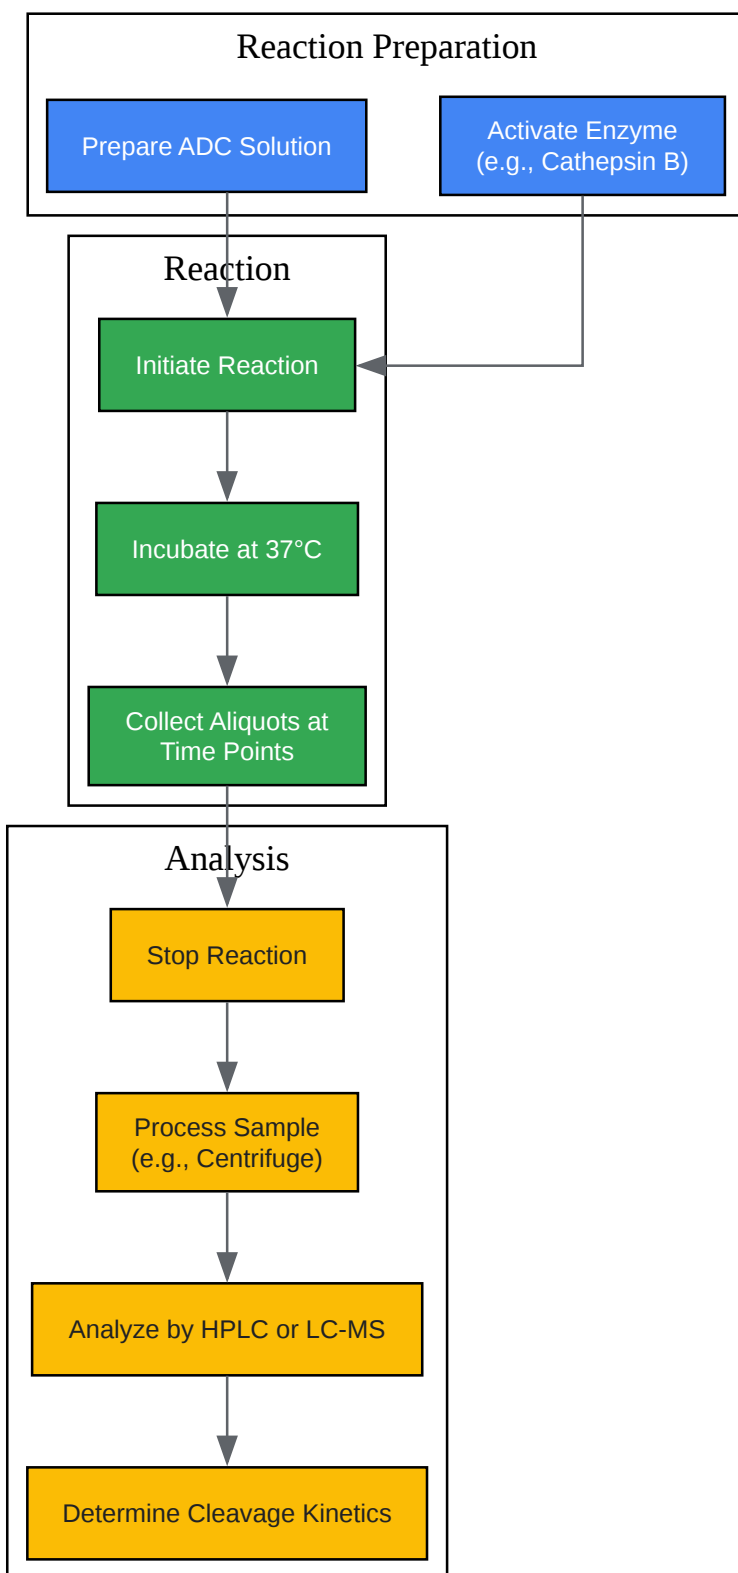 Reaction Preparation
Prepare ADC Solution
Activate Enzyme
(e.g., Cathepsin B)
Reaction
Initiate Reaction
Incubate at 37°C
Collect Aliquots at
Time Points
Analysis
Stop Reaction
Process Sample
(e.g., Centrifuge)
Analyze by HPLC or LC-MS
Determine Cleavage Kinetics